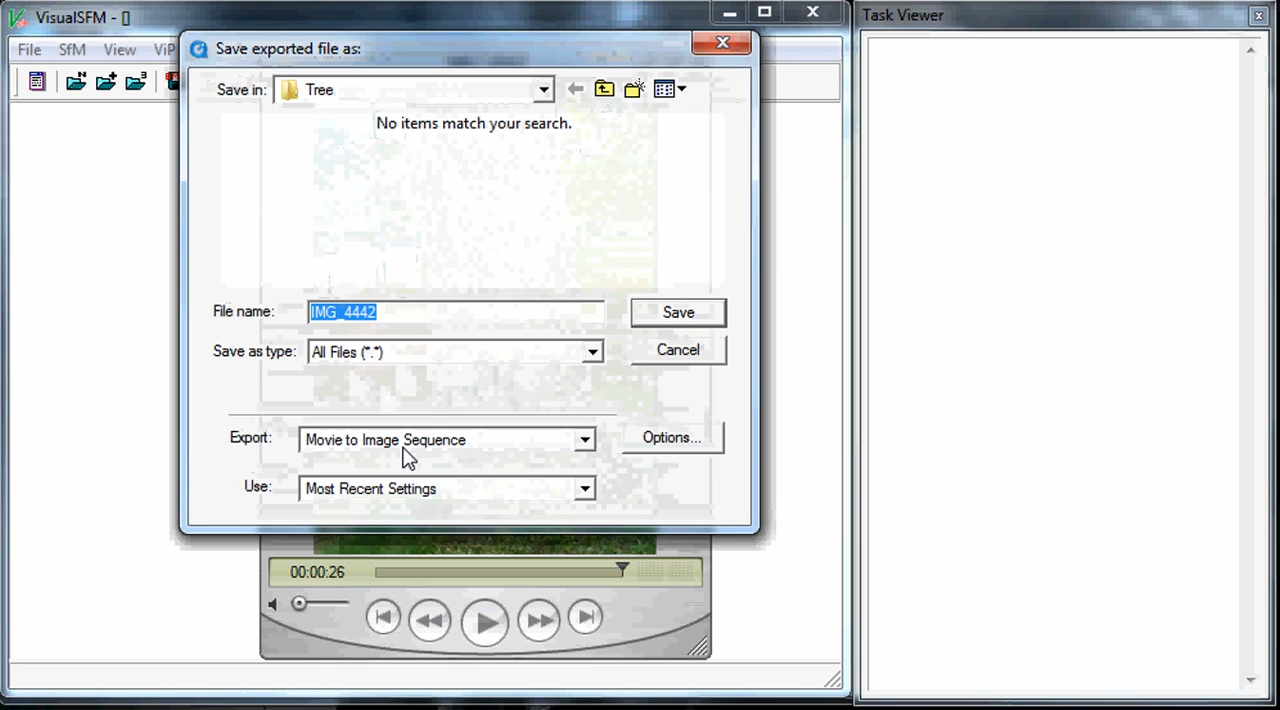 VisualSFM - []
Task Viewer
File SfM View ViP
Save exported file as:
Save in: Tree
No items match your search.
File name: IMG_4442 Save
Save as type: All Files (*.*) Cancel
Export: Movie to Image Sequence Options...
Use: Most Recent Settings
00:00:26